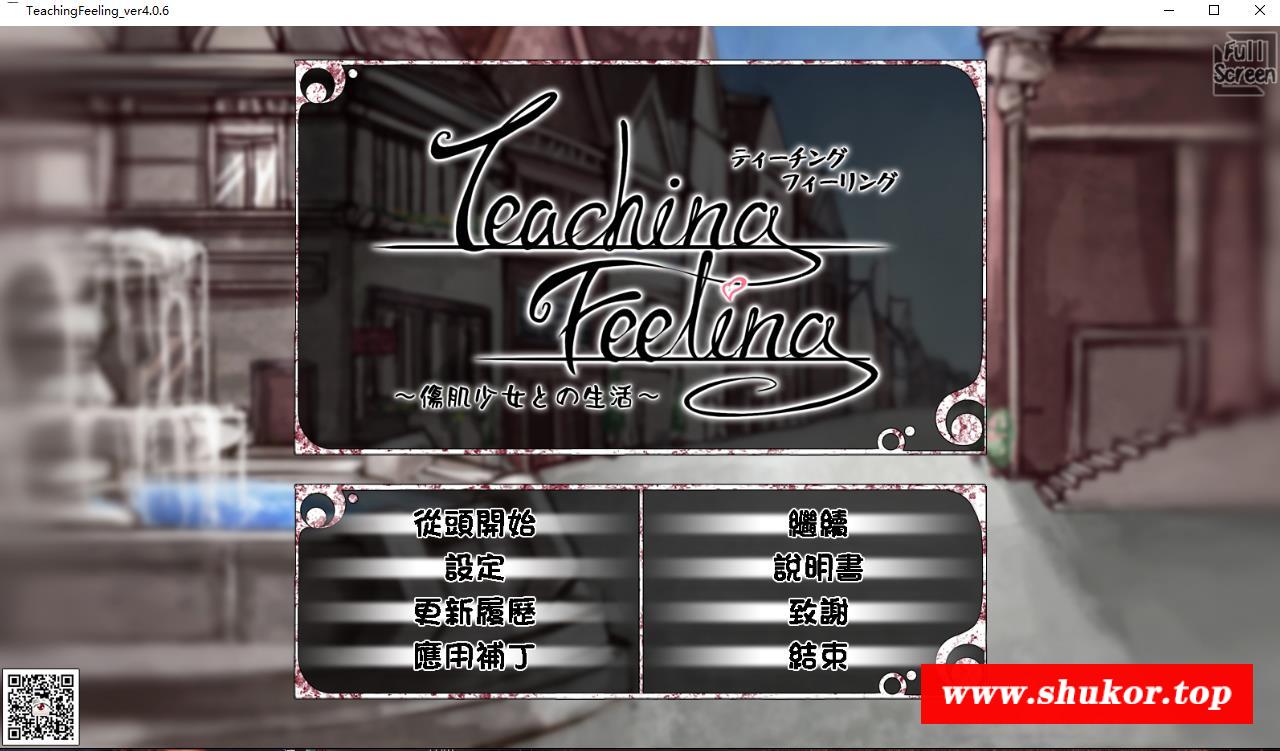 TeachingFeeling_ver4.0.6
Full
Screen
Teaching
Feeling
ティーチング
フィーリング
～傷肌少女との生活～
從頭開始
繼續
設定
說明書
更新履歷
致謝
應用補丁
結束
www.shukor.top